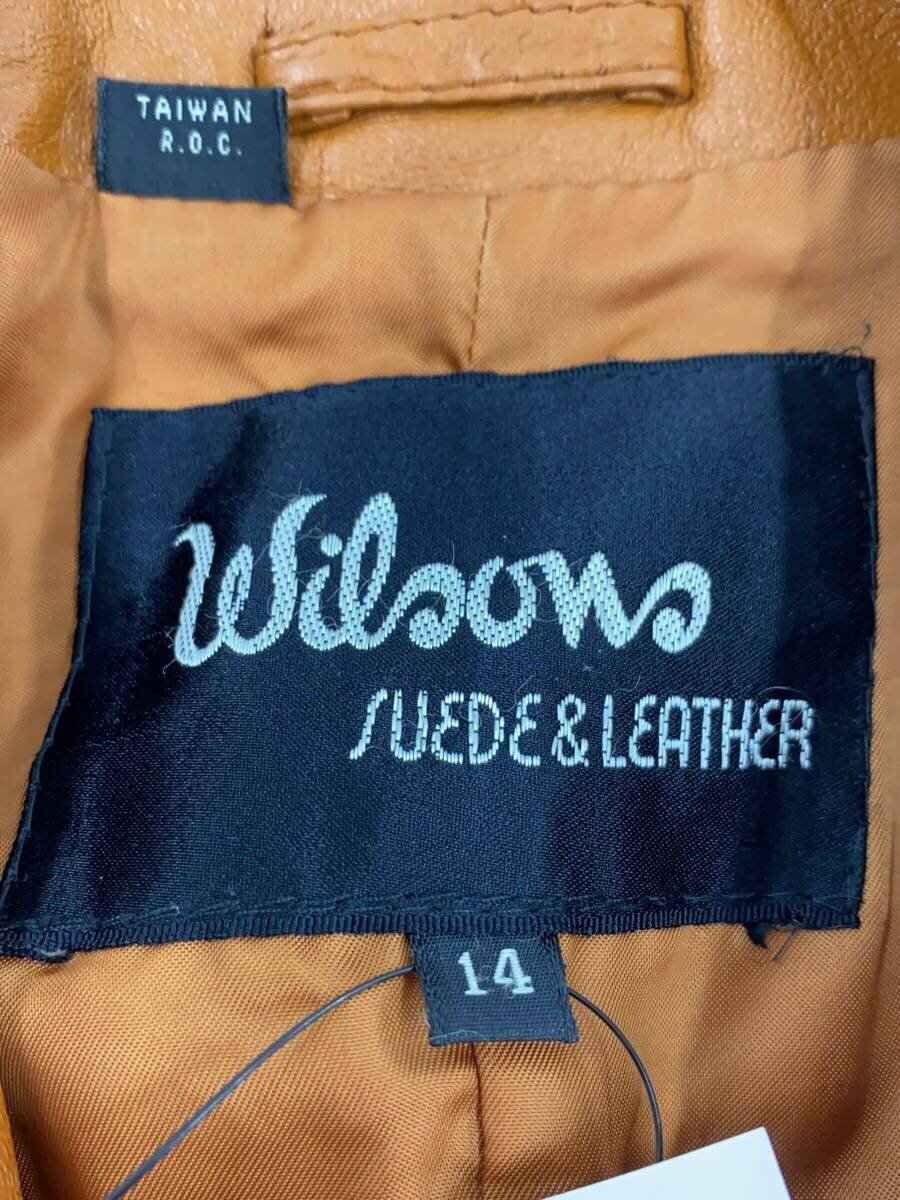 TAIWAN
R.O.C.
Wilsons
SUEDE & LEATHER
14